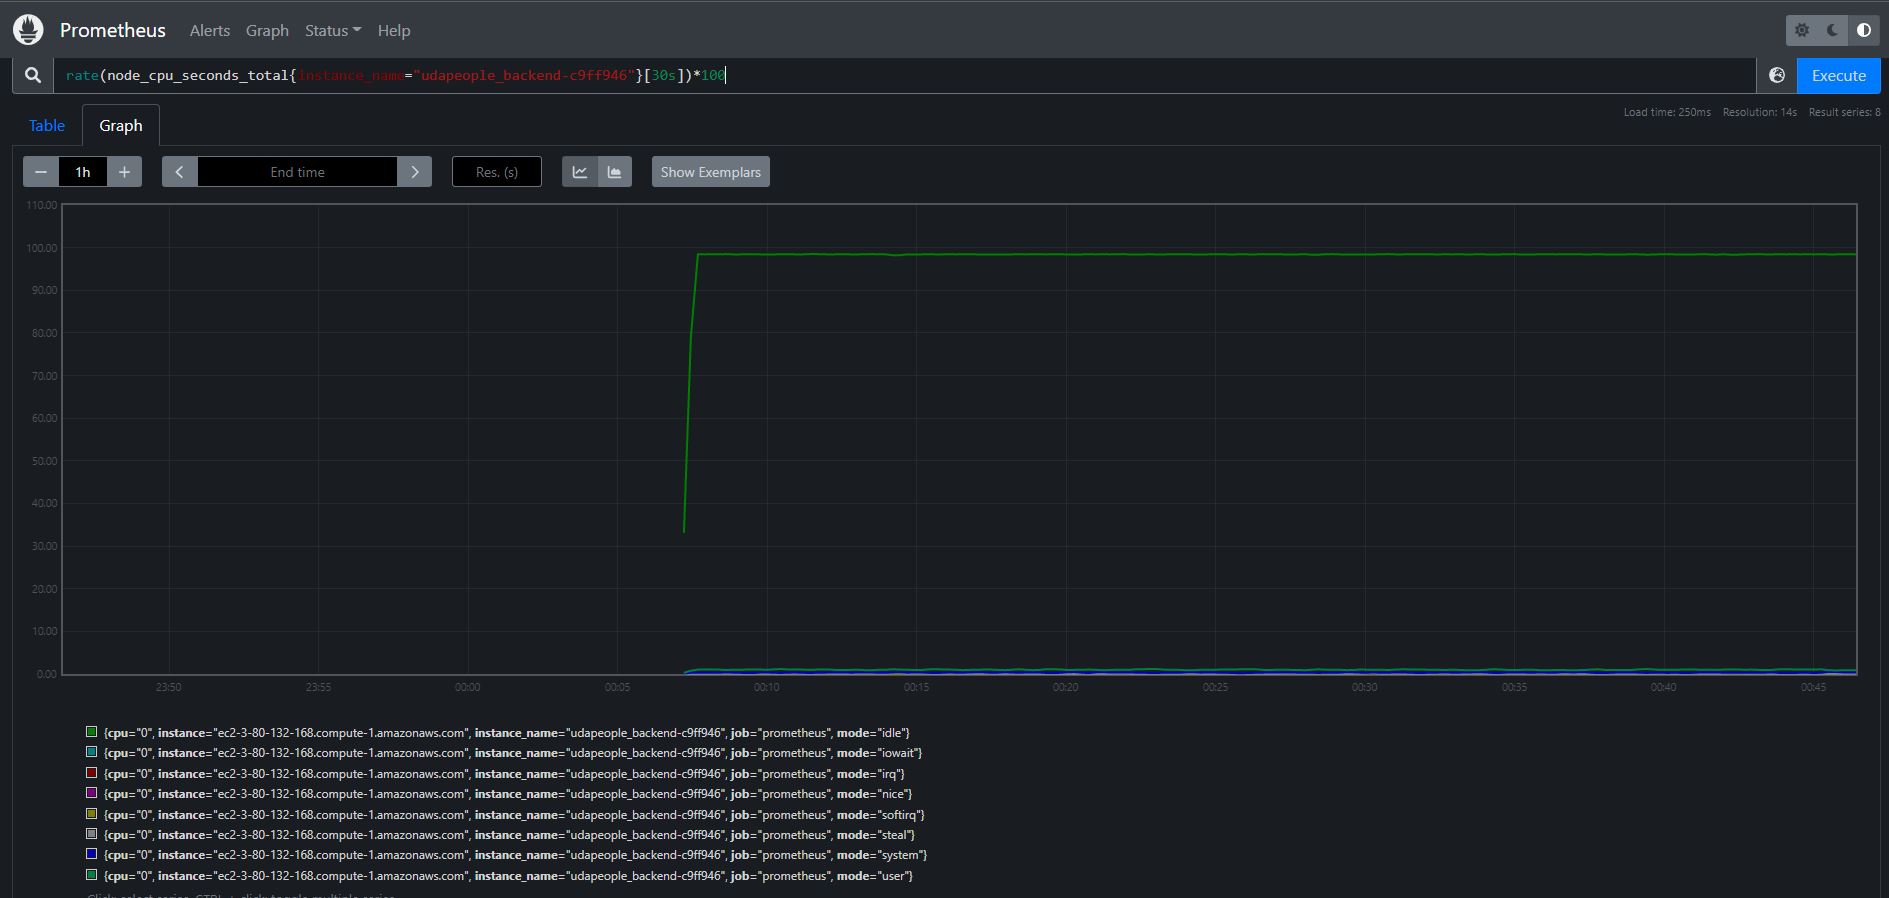 Prometheus Alerts Graph Status Help
rate(node_cpu_seconds_total{instance_name="udapeople_backend-c9ff946"}[30s])*100 Execute
Load time: 250ms Resolution: 14s Result series: 8
Table Graph
1h End time Res. (s) Show Exemplars
110.00
100.00
90.00
80.00
70.00
60.00
50.00
40.00
30.00
20.00
10.00
0.00
23:50 23:55 00:00 00:05 00:10 00:15 00:20 00:25 00:30 00:35 00:40 00:45
{cpu="0", instance="ec2-3-80-132-168.compute-1.amazonaws.com", instance_name="udapeople_backend-c9ff946", job="prometheus", mode="idle"}
{cpu="0", instance="ec2-3-80-132-168.compute-1.amazonaws.com", instance_name="udapeople_backend-c9ff946", job="prometheus", mode="iowait"}
{cpu="0", instance="ec2-3-80-132-168.compute-1.amazonaws.com", instance_name="udapeople_backend-c9ff946", job="prometheus", mode="irq"}
{cpu="0", instance="ec2-3-80-132-168.compute-1.amazonaws.com", instance_name="udapeople_backend-c9ff946", job="prometheus", mode="nice"}
{cpu="0", instance="ec2-3-80-132-168.compute-1.amazonaws.com", instance_name="udapeople_backend-c9ff946", job="prometheus", mode="softirq"}
{cpu="0", instance="ec2-3-80-132-168.compute-1.amazonaws.com", instance_name="udapeople_backend-c9ff946", job="prometheus", mode="steal"}
{cpu="0", instance="ec2-3-80-132-168.compute-1.amazonaws.com", instance_name="udapeople_backend-c9ff946", job="prometheus", mode="system"}
{cpu="0", instance="ec2-3-80-132-168.compute-1.amazonaws.com", instance_name="udapeople_backend-c9ff946", job="prometheus", mode="user"}
Click: select series, CTRL + click: toggle multiple series